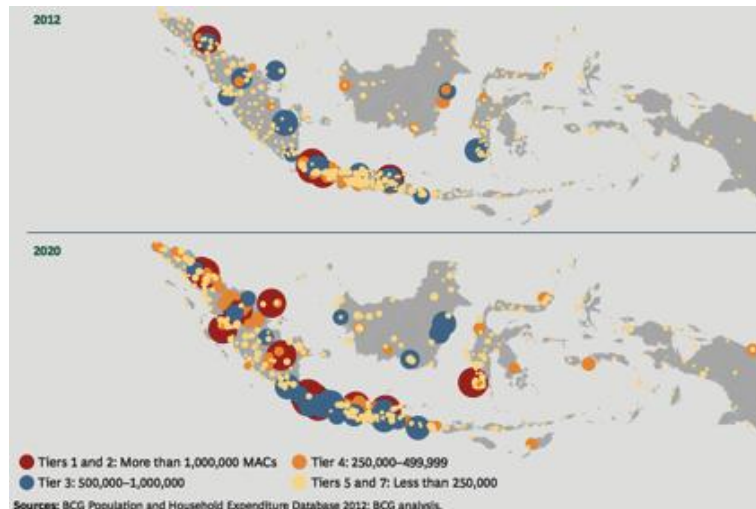 2012
2020
Tiers 1 and 2: More than 1,000,000 MACs
Tier 4: 250,000–499,999
Tier 3: 500,000–1,000,000
Tiers 5 and 7: Less than 250,000
Sources: BCG Population and Household Expenditure Database 2012; BCG analysis.